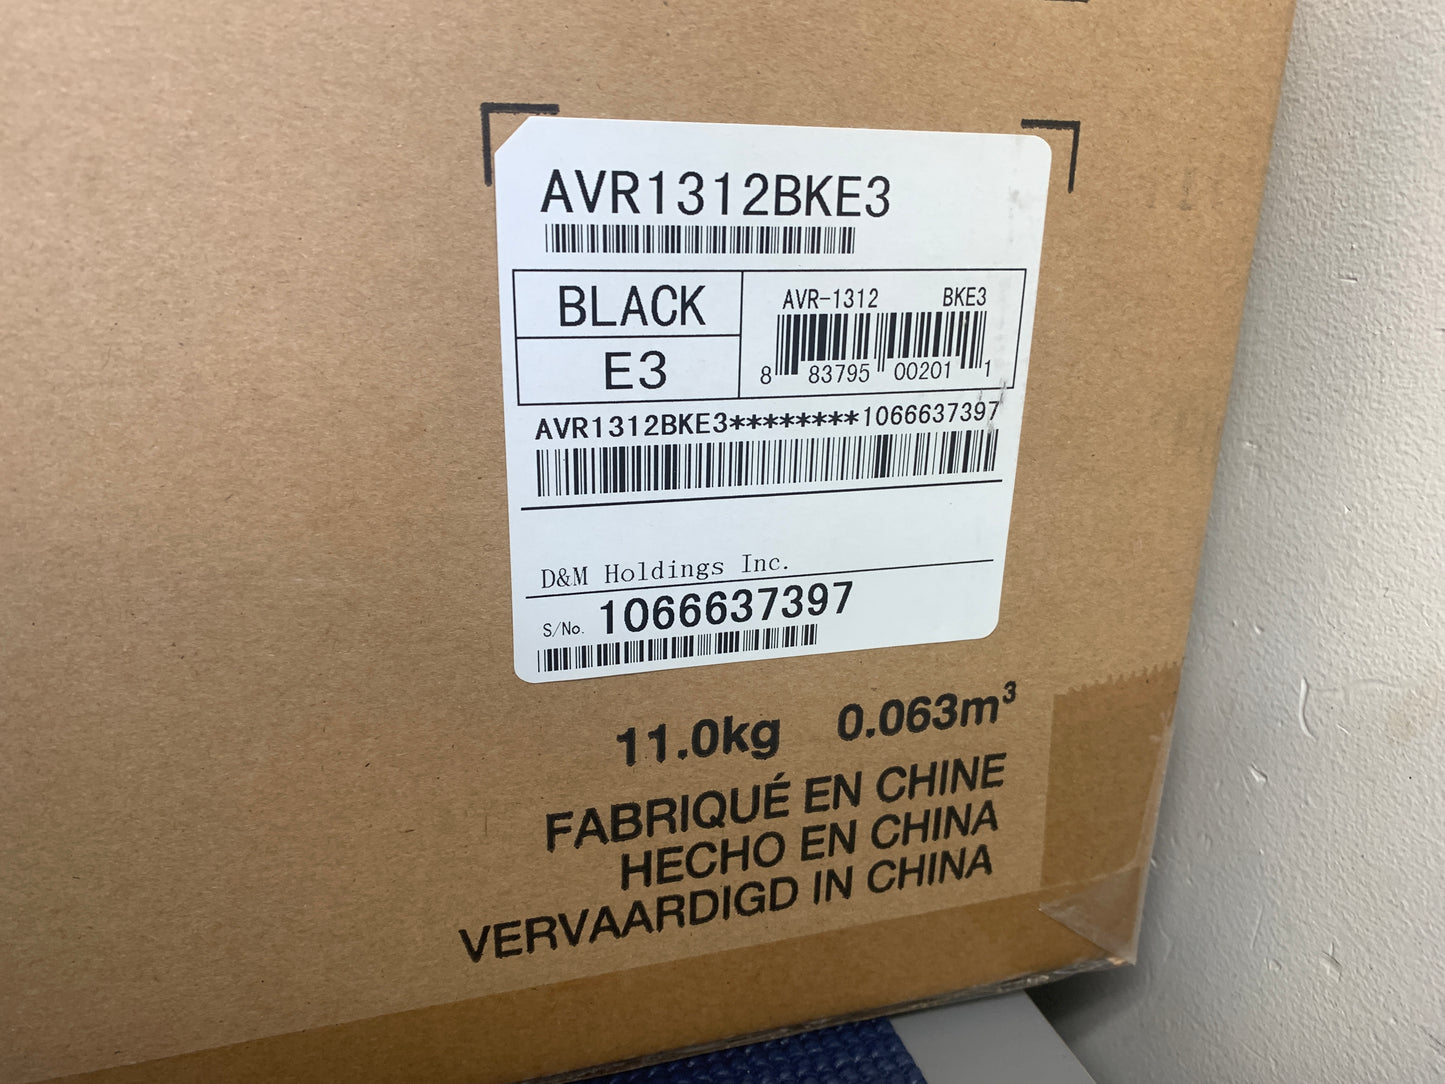 AVR1312BKE3
BLACK
E3
AVR-1312 BKE3
8 83795 00201 1
AVR1312BKE3********1066637397
D&M Holdings Inc.
S/No. 1066637397
11.0kg 0.063m³
FABRIQUÉ EN CHINE
HECHO EN CHINA
VERVAARDIGD IN CHINA